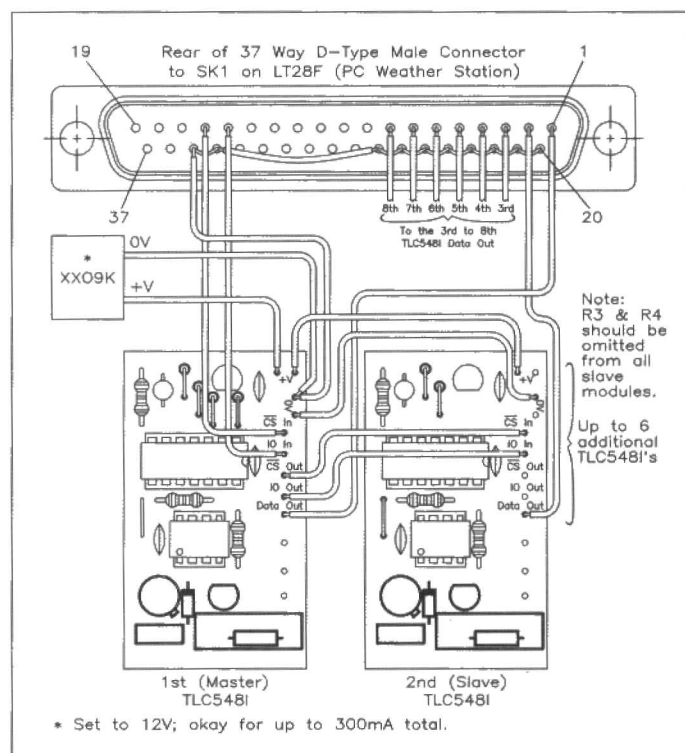 19
Rear of 37 Way D-Type Male Connector
to SK1 on LT28F (PC Weather Station)
1
37
20
8th 7th 6th 5th 4th 3rd
To the 3rd to 8th
TLC548I Data Out
*
XX09K
0V
+V
Note:
R3 & R4
should be
omitted
from all
slave
modules.
Up to 6
additional
TLC548I's
+V
0V
CS In
IO In
CS Out
IO Out
Data Out
+V
0V
CS In
IO In
CS Out
IO Out
Data Out
1st (Master)
TLC548I
2nd (Slave)
TLC548I
* Set to 12V; okay for up to 300mA total.